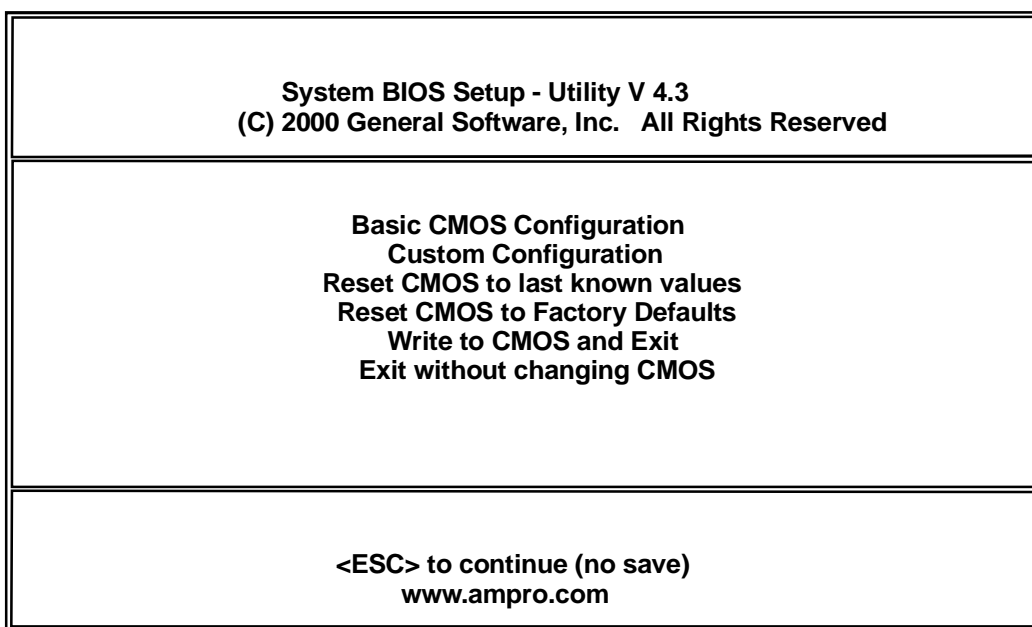 System BIOS Setup - Utility V 4.3
(C) 2000 General Software, Inc. All Rights Reserved
Basic CMOS Configuration
Custom Configuration
Reset CMOS to last known values
Reset CMOS to Factory Defaults
Write to CMOS and Exit
Exit without changing CMOS
<ESC> to continue (no save)
www.ampro.com